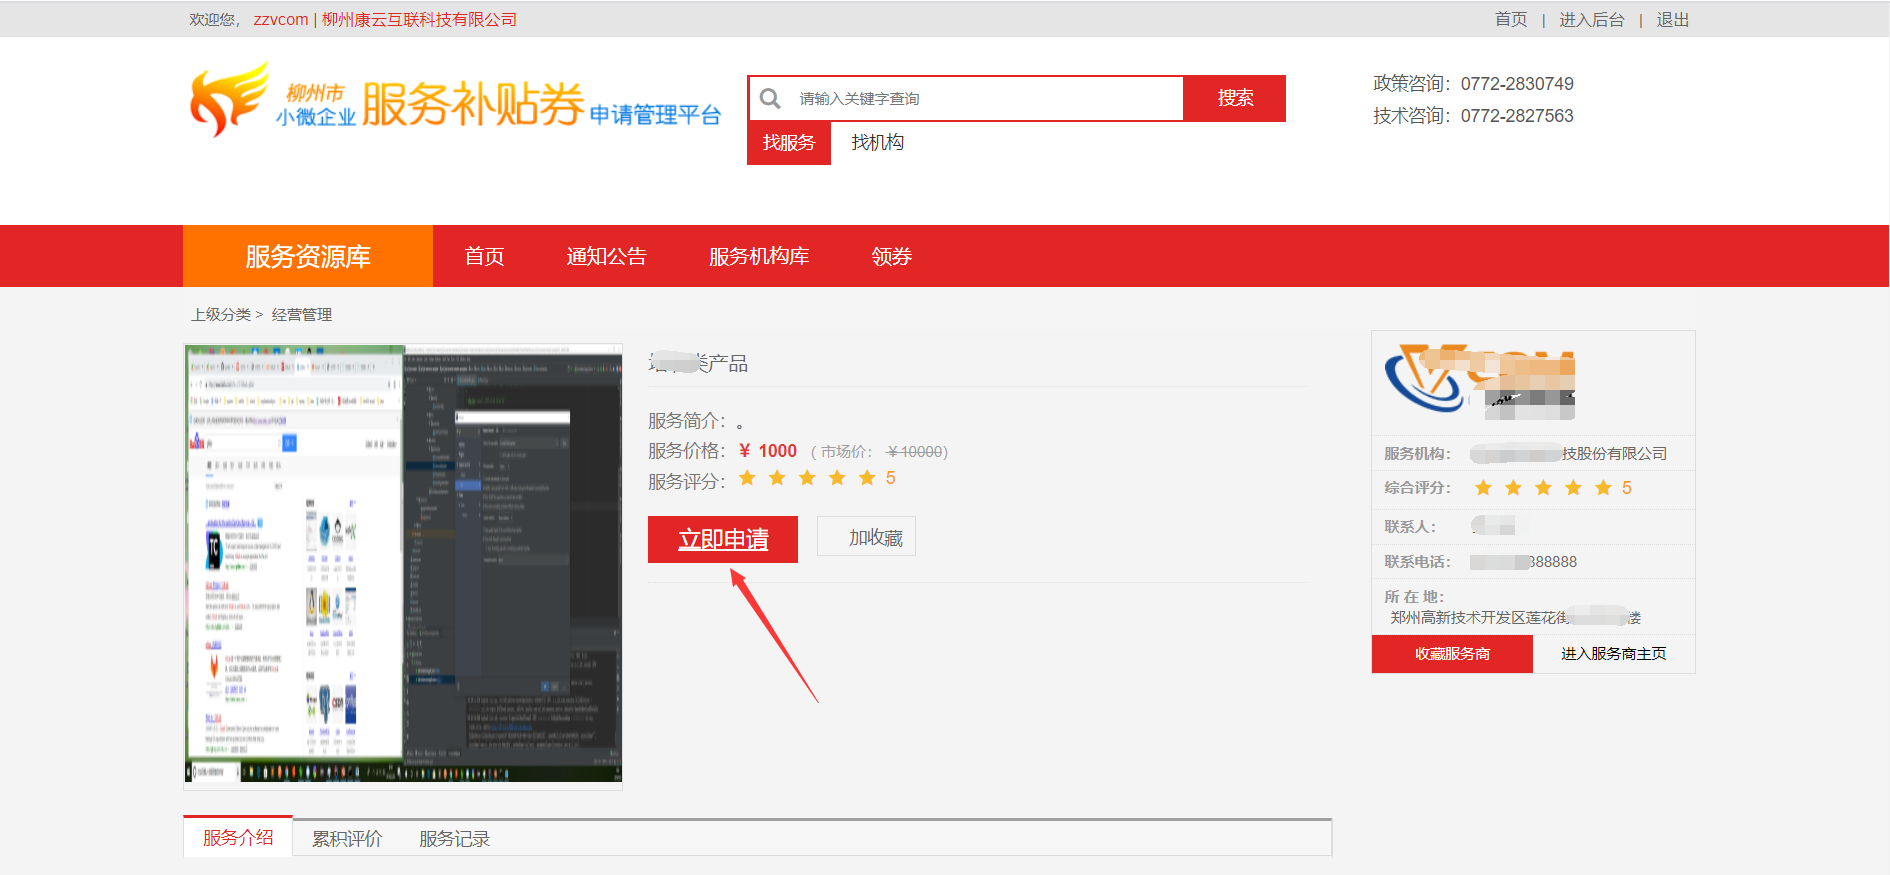 欢迎您， zzvcom | 柳州康云互联科技有限公司
首页 | 进入后台 | 退出
柳州市
小微企业 服务补贴券 申请管理平台
请输入关键字查询 搜索
找服务 找机构
政策咨询：0772-2830749
技术咨询：0772-2827563
服务资源库 首页 通知公告 服务机构库 领券
上级分类 > 经营管理
类产品
服务简介：。
服务价格：¥ 1000 ( 市场价： ¥10000)
服务评分：★ ★ ★ ★ ★ 5
立即申请 加收藏
服务机构： 技股份有限公司
综合评分： ★ ★ ★ ★ ★ 5
联系人：
联系电话： 88888
所 在 地：
郑州高新技术开发区莲花街 楼
收藏服务商 进入服务商主页
服务介绍 累积评价 服务记录